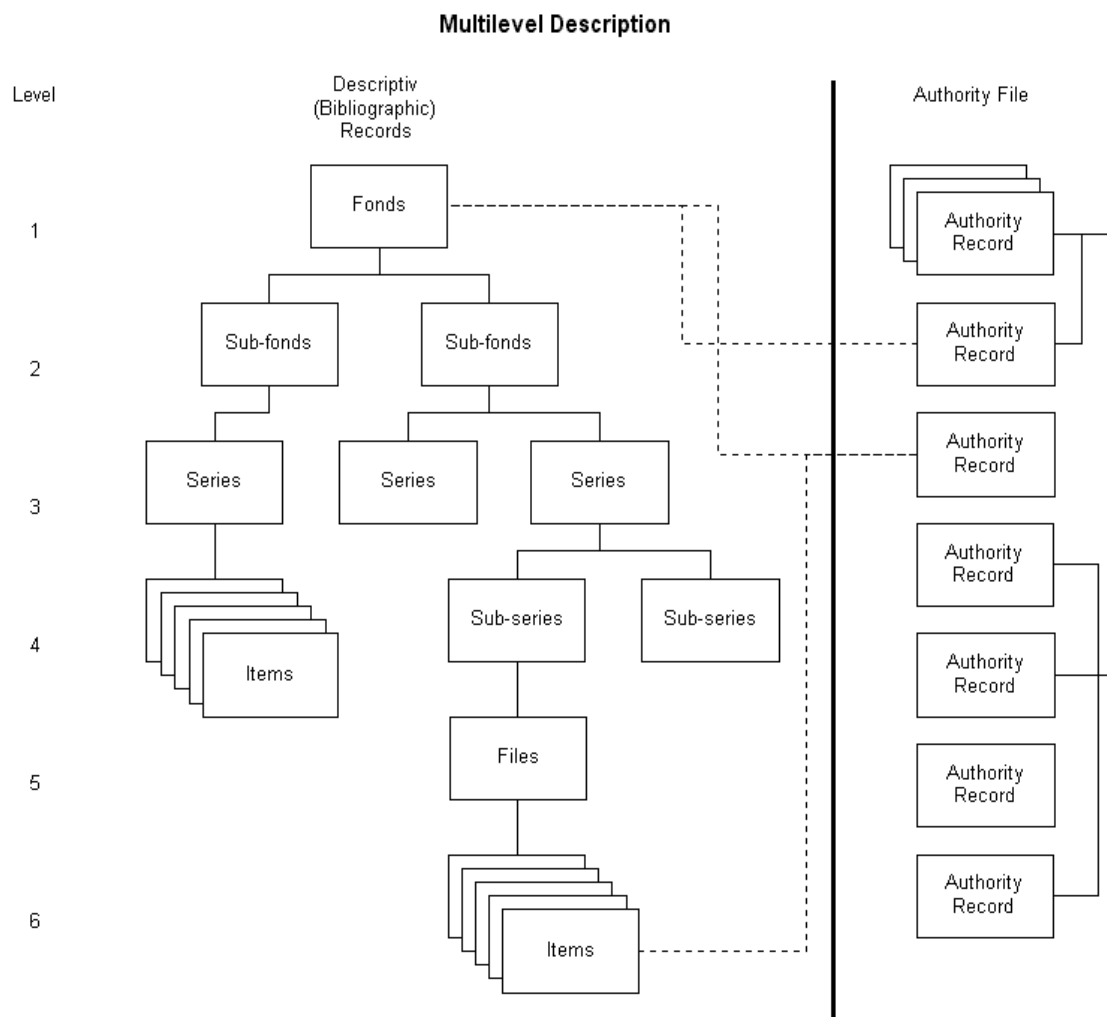 Multilevel Description
Level
Descriptiv
(Bibliographic)
Records
Authority File
Fonds
1
Authority
Record
Sub-fonds
Sub-fonds
2
Authority
Record
Series
Series
Series
3
Authority
Record
Authority
Record
Sub-series
Sub-series
4
Items
Authority
Record
Files
5
Authority
Record
6
Items
Authority
Record